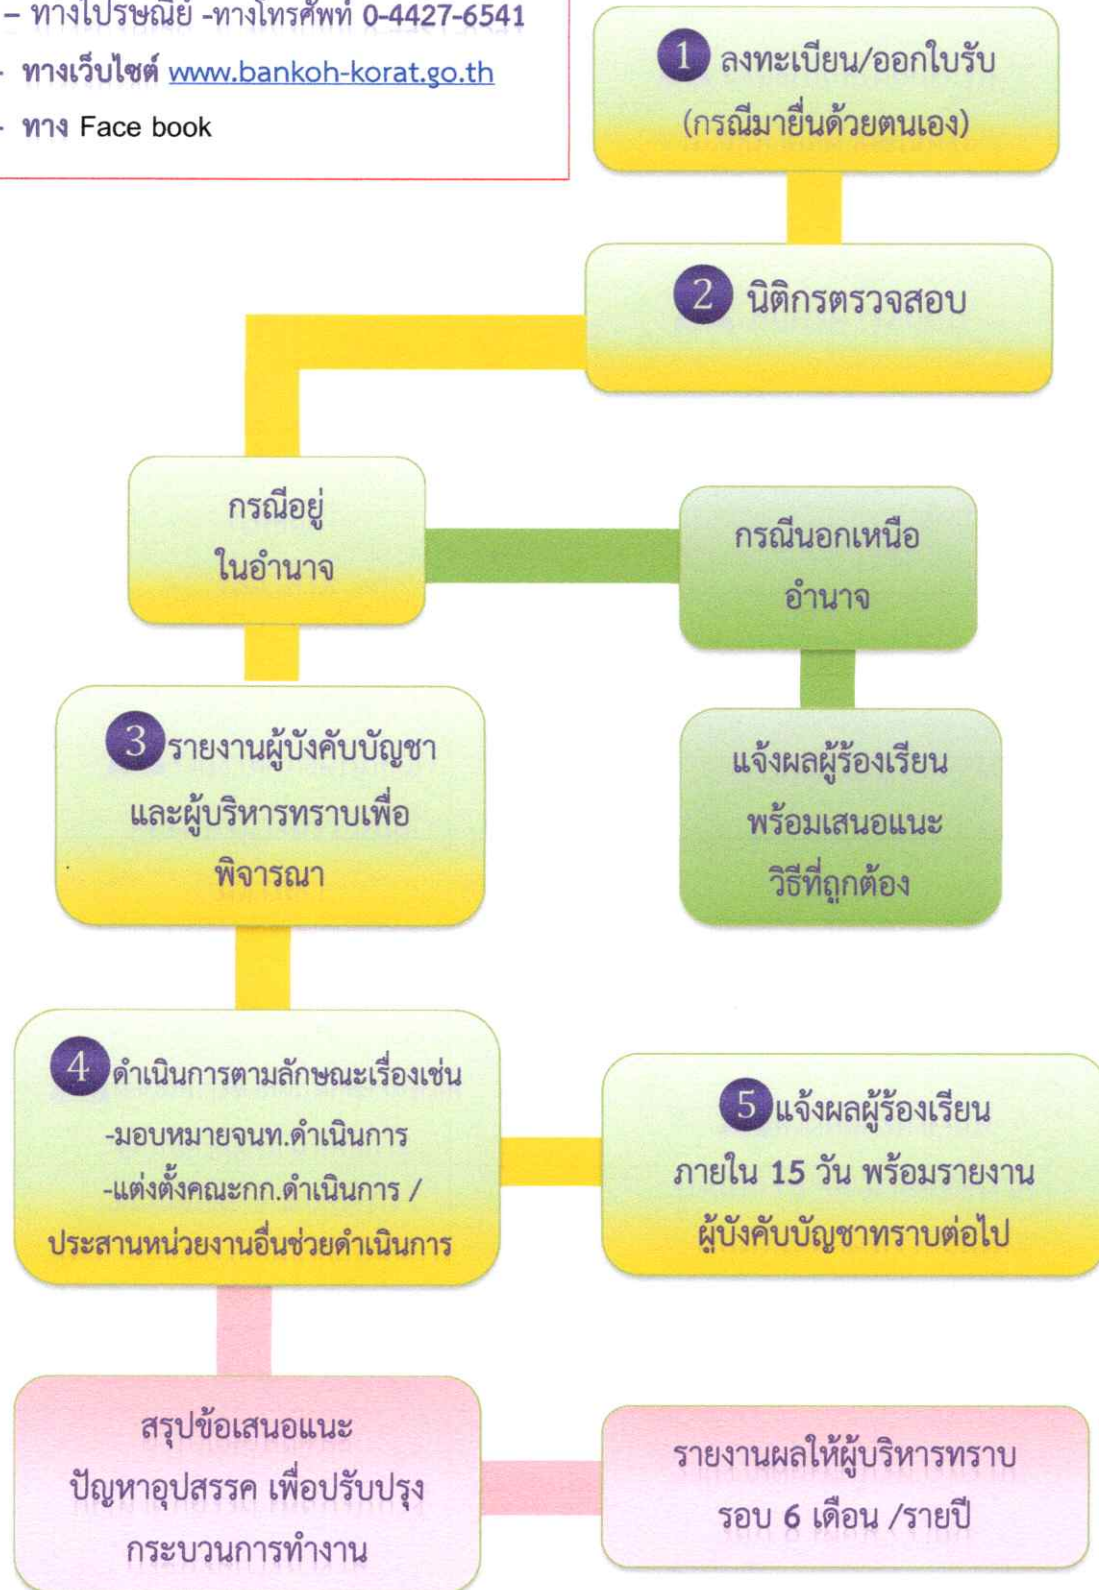 – ทางไปรษณีย์ -ทางโทรศัพท์ 0-4427-6541
- ทางเว็บไซต์ www.bankoh-korat.go.th
- ทาง Face book
1 ลงทะเบียน/ออกใบรับ
(กรณีมายื่นด้วยตนเอง)
2 นิติกรตรวจสอบ
กรณีอยู่
ในอำนาจ
กรณีนอกเหนือ
อำนาจ
3 รายงานผู้บังคับบัญชา
และผู้บริหารทราบเพื่อ
พิจารณา
แจ้งผลผู้ร้องเรียน
พร้อมเสนอแนะ
วิธีที่ถูกต้อง
4 ดำเนินการตามลักษณะเรื่องเช่น
-มอบหมายจนท.ดำเนินการ
-แต่งตั้งคณะกก.ดำเนินการ /
ประสานหน่วยงานอื่นช่วยดำเนินการ
5 แจ้งผลผู้ร้องเรียน
ภายใน 15 วัน พร้อมรายงาน
ผู้บังคับบัญชาทราบต่อไป
สรุปข้อเสนอแนะ
ปัญหาอุปสรรค เพื่อปรับปรุง
กระบวนการทำงาน
รายงานผลให้ผู้บริหารทราบ
รอบ 6 เดือน /รายปี